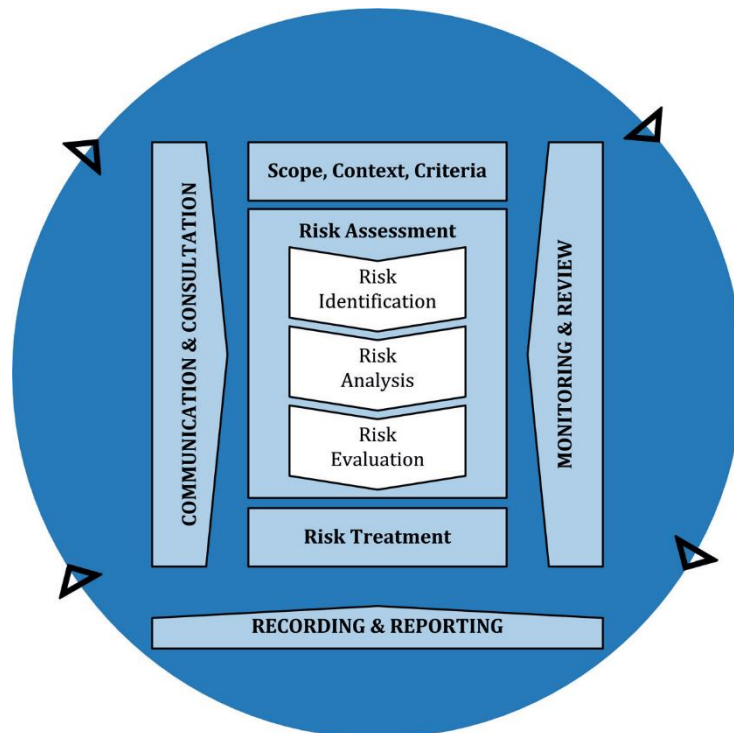 Scope, Context, Criteria
COMMUNICATION & CONSULTATION
Risk Assessment
Risk
Identification
Risk
Analysis
Risk
Evaluation
MONITORING & REVIEW
Risk Treatment
RECORDING & REPORTING